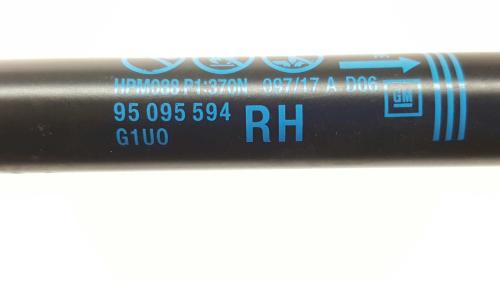 HPM088 P1:370N 097/17 A D06
GM
95 095 594 RH
G1U0